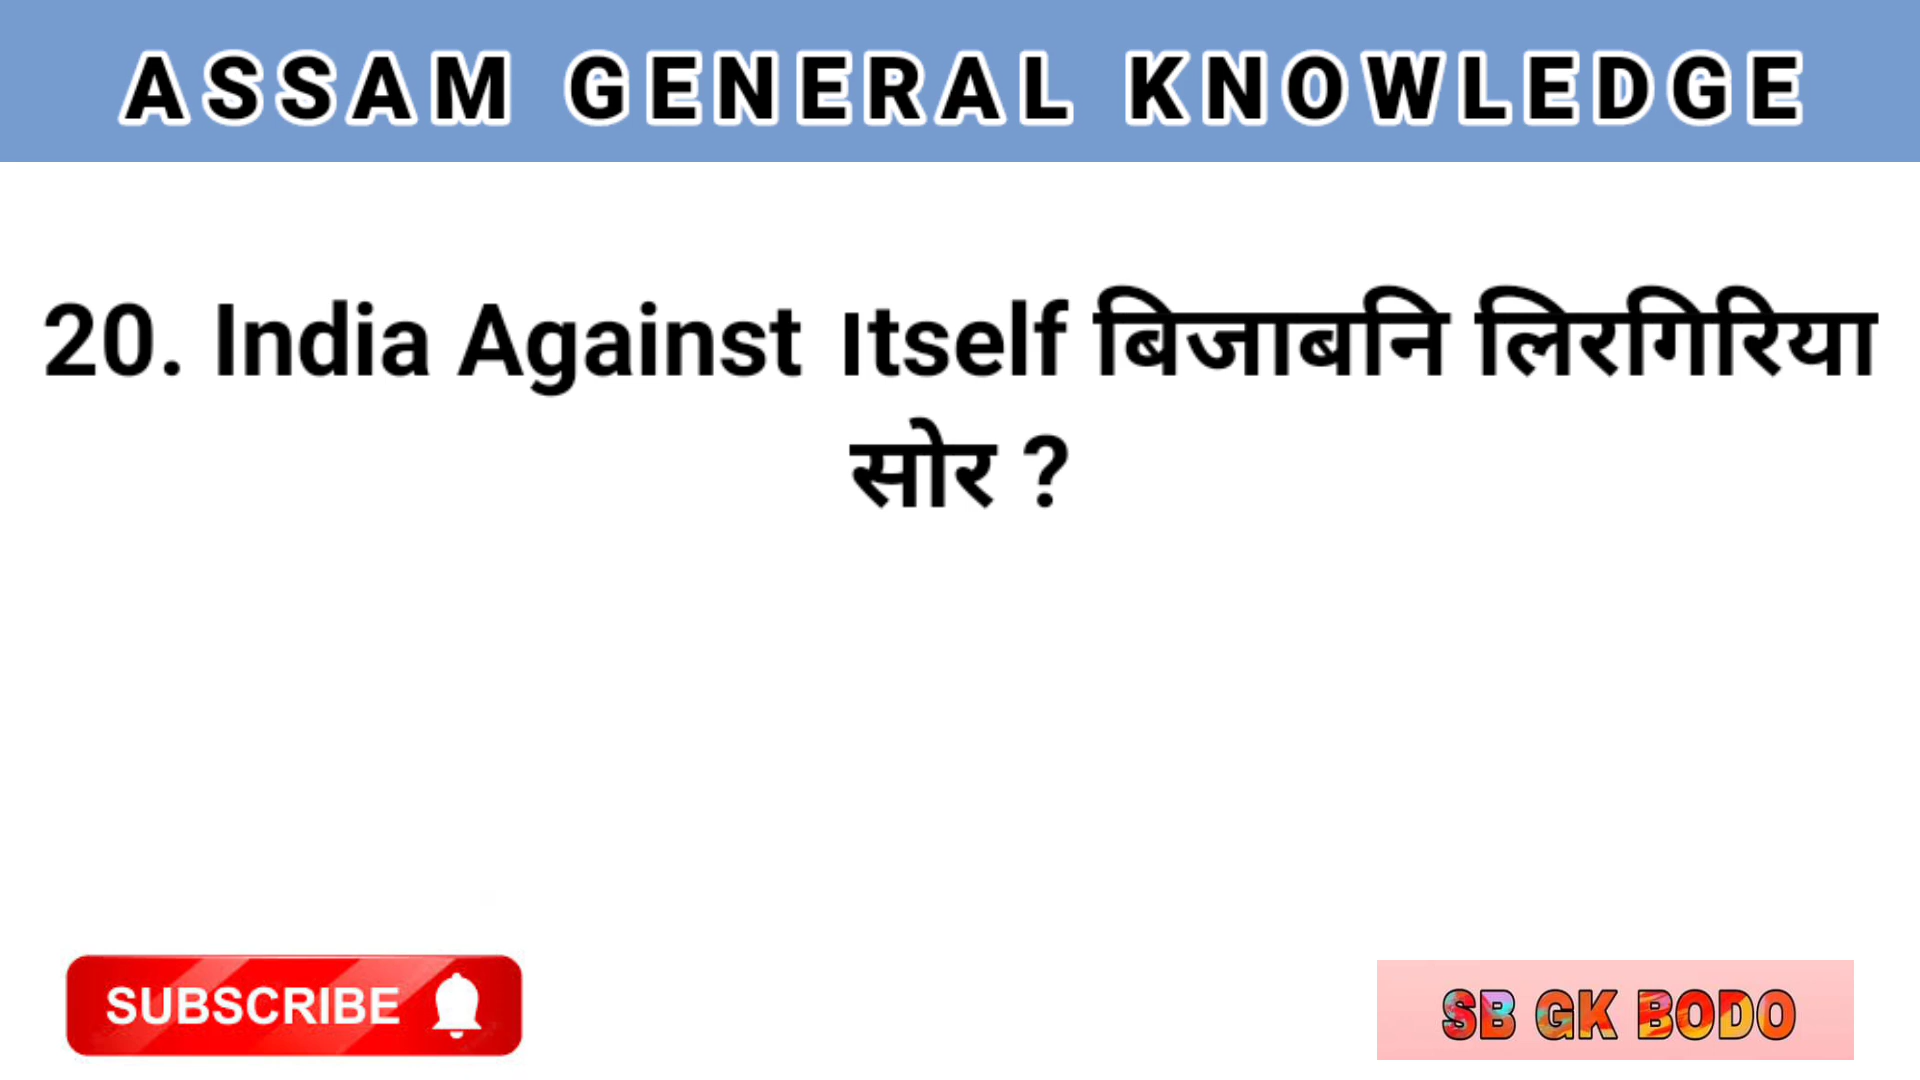 ASSAM GENERAL KNOWLEDGE
20. India Against Itself बिजाबनि लिरगिरिया
सोर ?
SUBSCRIBE
SB GK BODO